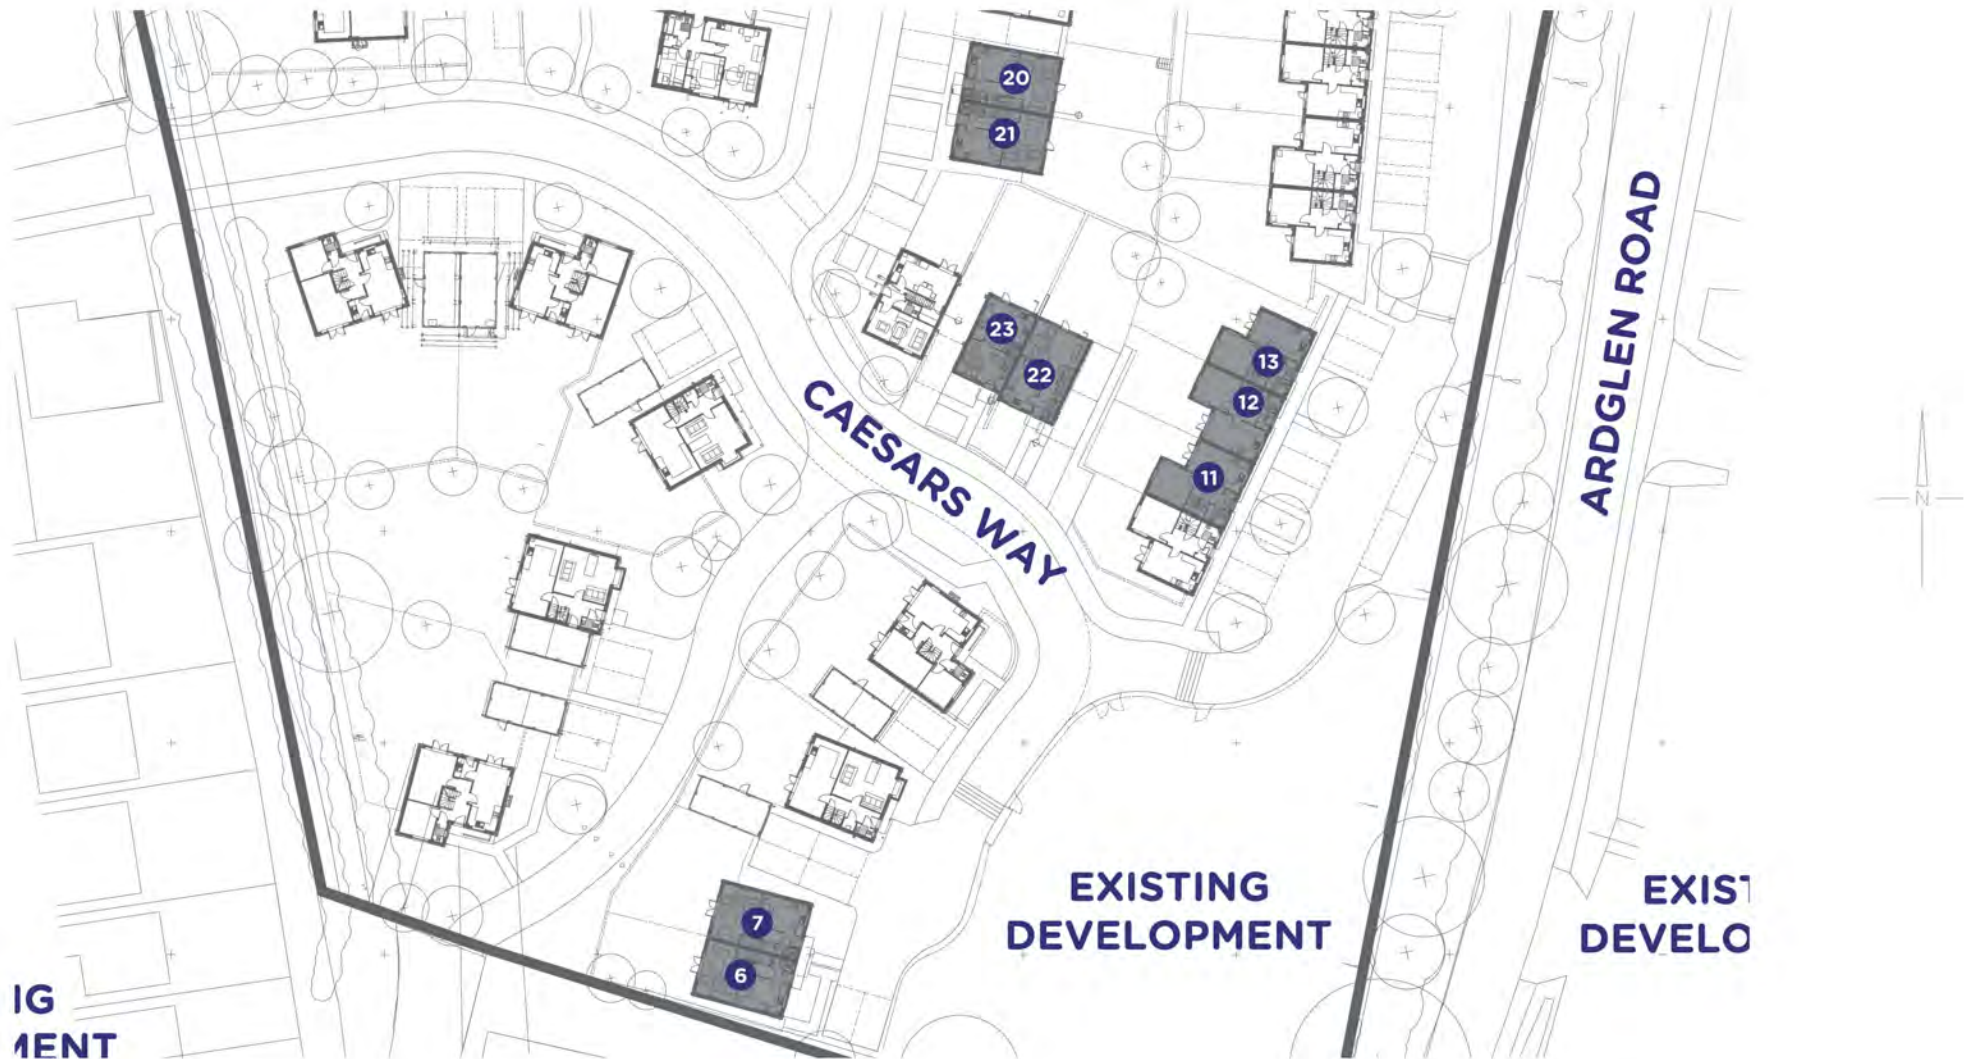 20
21
23
22
13
12
11
CAESARS WAY
ARDGLEN ROAD
N
7
6
EXISTING
DEVELOPMENT
EXIST
DEVELO
IG
MENT